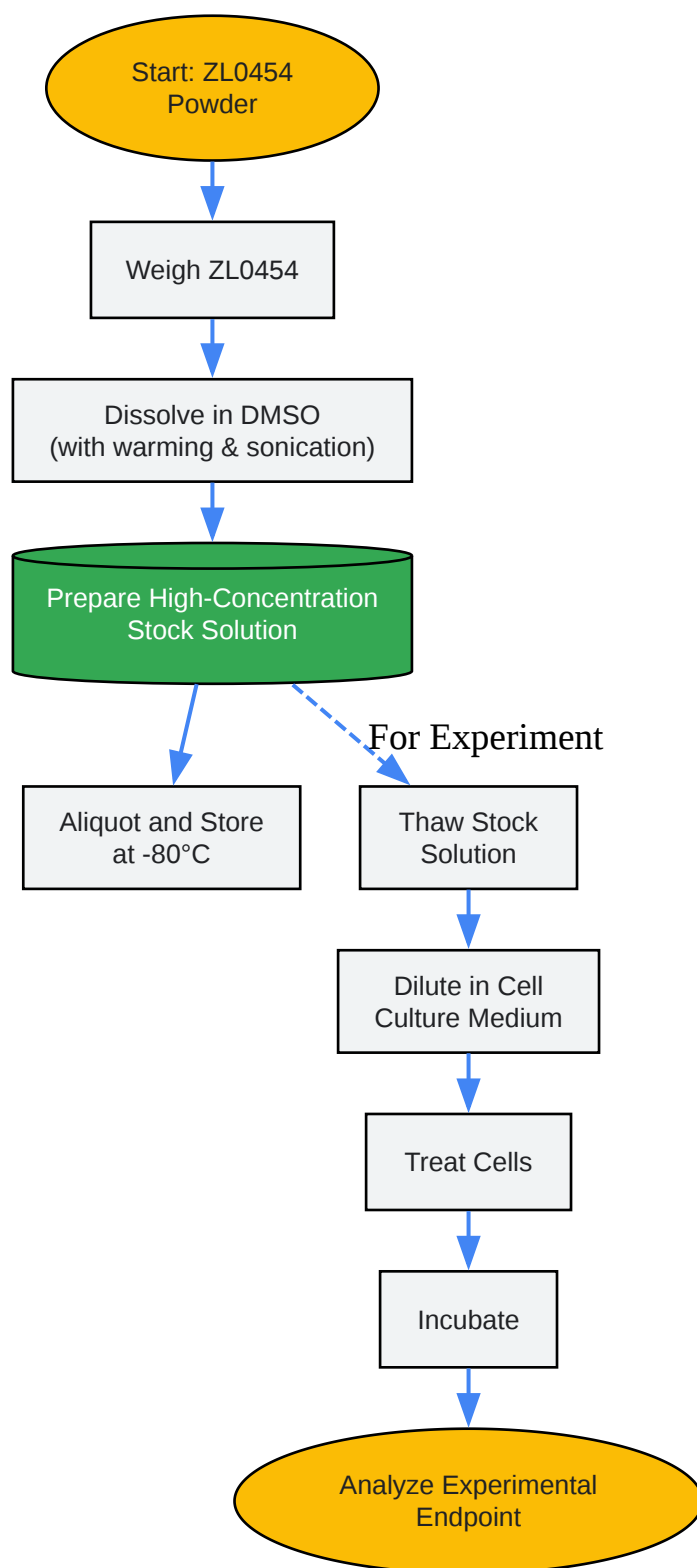 Start: ZL0454
Powder
Weigh ZL0454
Dissolve in DMSO
(with warming & sonication)
Prepare High-Concentration
Stock Solution
For Experiment
Aliquot and Store
at -80°C
Thaw Stock
Solution
Dilute in Cell
Culture Medium
Treat Cells
Incubate
Analyze Experimental
Endpoint